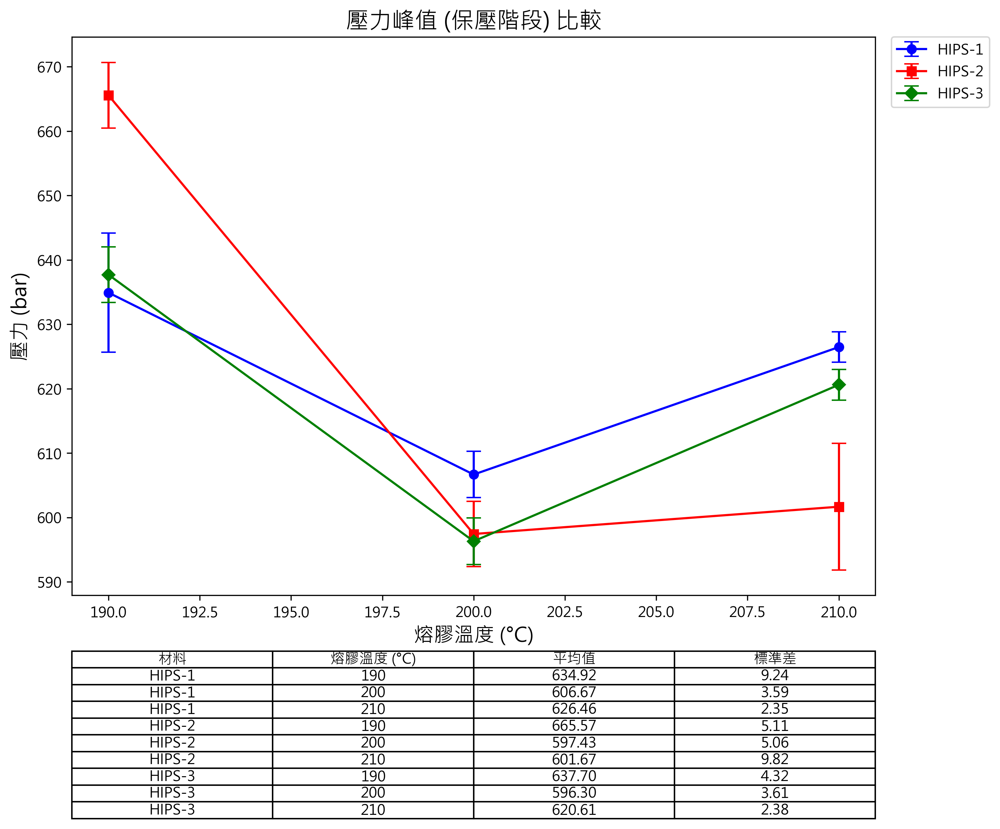 壓力峰值 (保壓階段) 比較
HIPS-1
HIPS-2
HIPS-3
壓力 (bar)
670
660
650
640
630
620
610
600
590
190.0 192.5 195.0 197.5 200.0 202.5 205.0 207.5 210.0
熔膠溫度 (°C)
材料 熔膠溫度 (°C) 平均值 標準差
HIPS-1 190 634.92 9.24
HIPS-1 200 606.67 3.59
HIPS-1 210 626.46 2.35
HIPS-2 190 665.57 5.11
HIPS-2 200 597.43 5.06
HIPS-2 210 601.67 9.82
HIPS-3 190 637.70 4.32
HIPS-3 200 596.30 3.61
HIPS-3 210 620.61 2.38